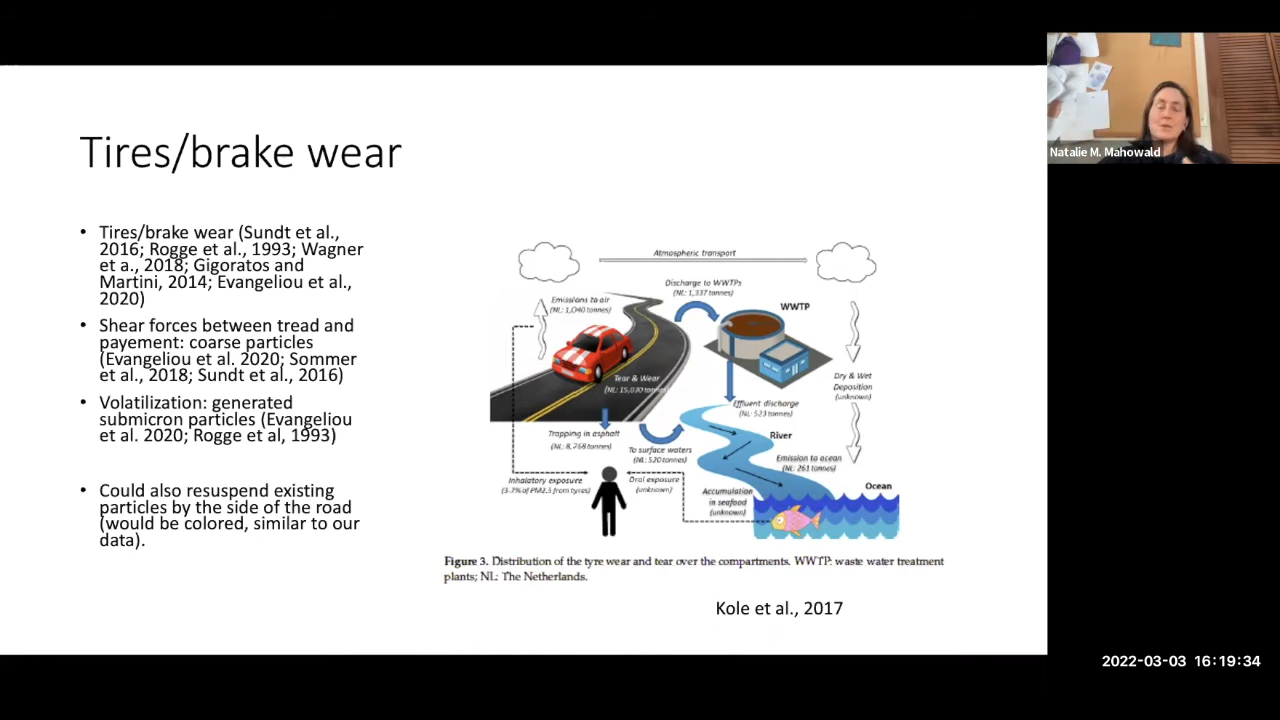 Tires/brake wear
• Tires/brake wear (Sundt et al.,
2016; Rogge et al., 1993; Wagner
et a., 2018; Gigoratos and
Martini, 2014; Evangeliou et al.,
2020)
• Shear forces between tread and
payement: coarse particles
(Evangeliou et al. 2020; Sommer
et al., 2018; Sundt et al., 2016)
• Volatilization: generated
submicron particles (Evangeliou
et al. 2020; Rogge et al, 1993)
• Could also resuspend existing
particles by the side of the road
(would be colored, similar to our
data).
Atmospheric transport
Discharge to WWTPs
(NL: 1,337 tonnes)
Emissions to air
(NL: 1,040 tonnes)
WWTP
Tear & Wear
(NL: 15,030 tonnes)
Dry & Wet
Deposition
(unknown)
Effluent discharge
(NL: 523 tonnes)
Trapping in asphalt
(NL: 8,768 tonnes)
To surface waters
(NL: 520 tonnes)
River
Emission to ocean
(NL: 261 tonnes)
Inhalatory exposure
(3-7% of PM2.5 from tyres)
Oral exposure
(unknown)
Accumulation
in seafood
(unknown)
Ocean
Figure 3. Distribution of the tyre wear and tear over the compartments. WWTP: waste water treatment
plants; NL: The Netherlands.
Kole et al., 2017
Natalie M. Mahowald
2022-03-03 16:19:34